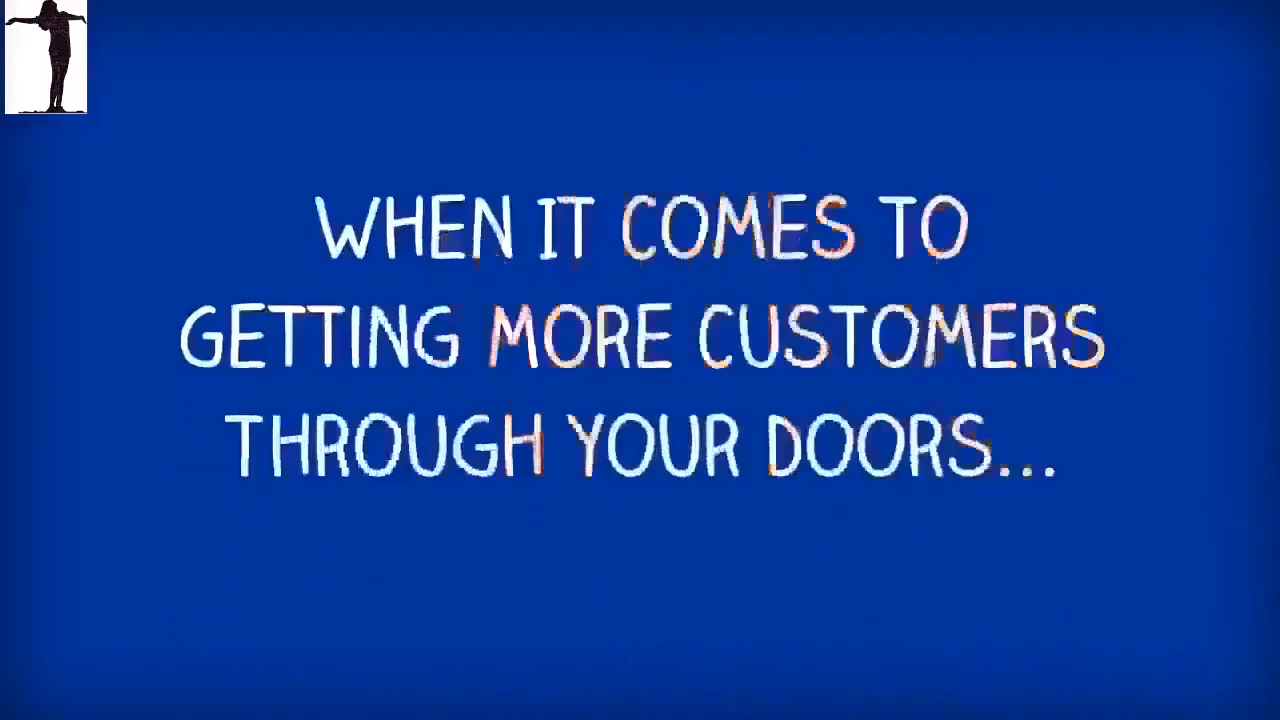 WHEN IT COMES TO
GETTING MORE CUSTOMERS
THROUGH YOUR DOORS...